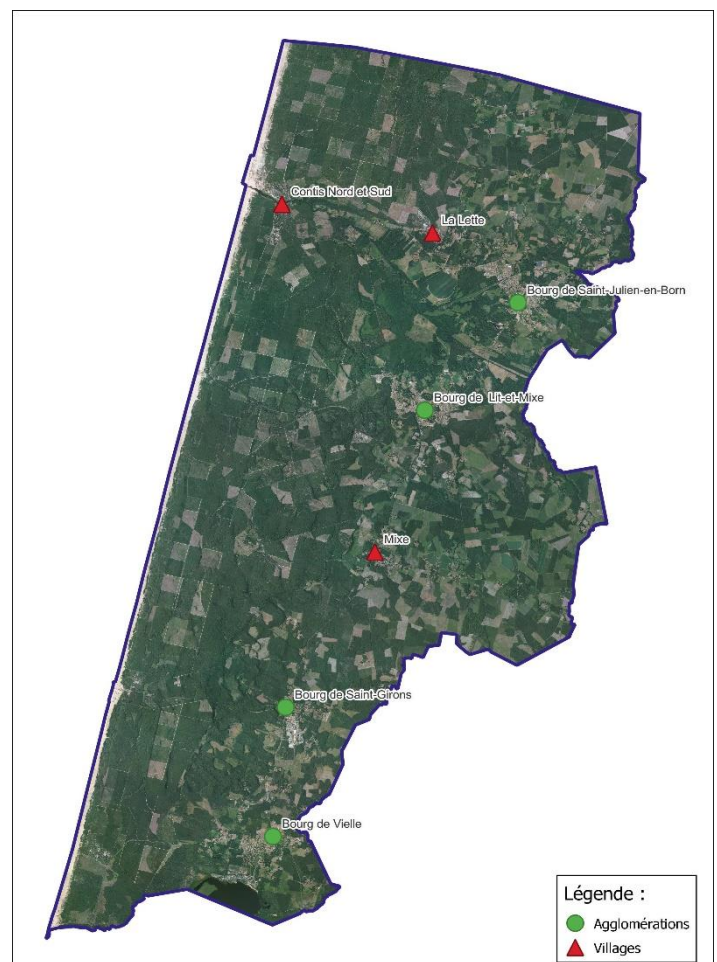 Contis Nord et Sud
La Lette
Bourg de Saint-Julien-en-Born
Bourg de Lit-et-Mixe
Mixe
Bourg de Saint-Girons
Bourg de Vielle
Légende :
Agglomérations
Villages